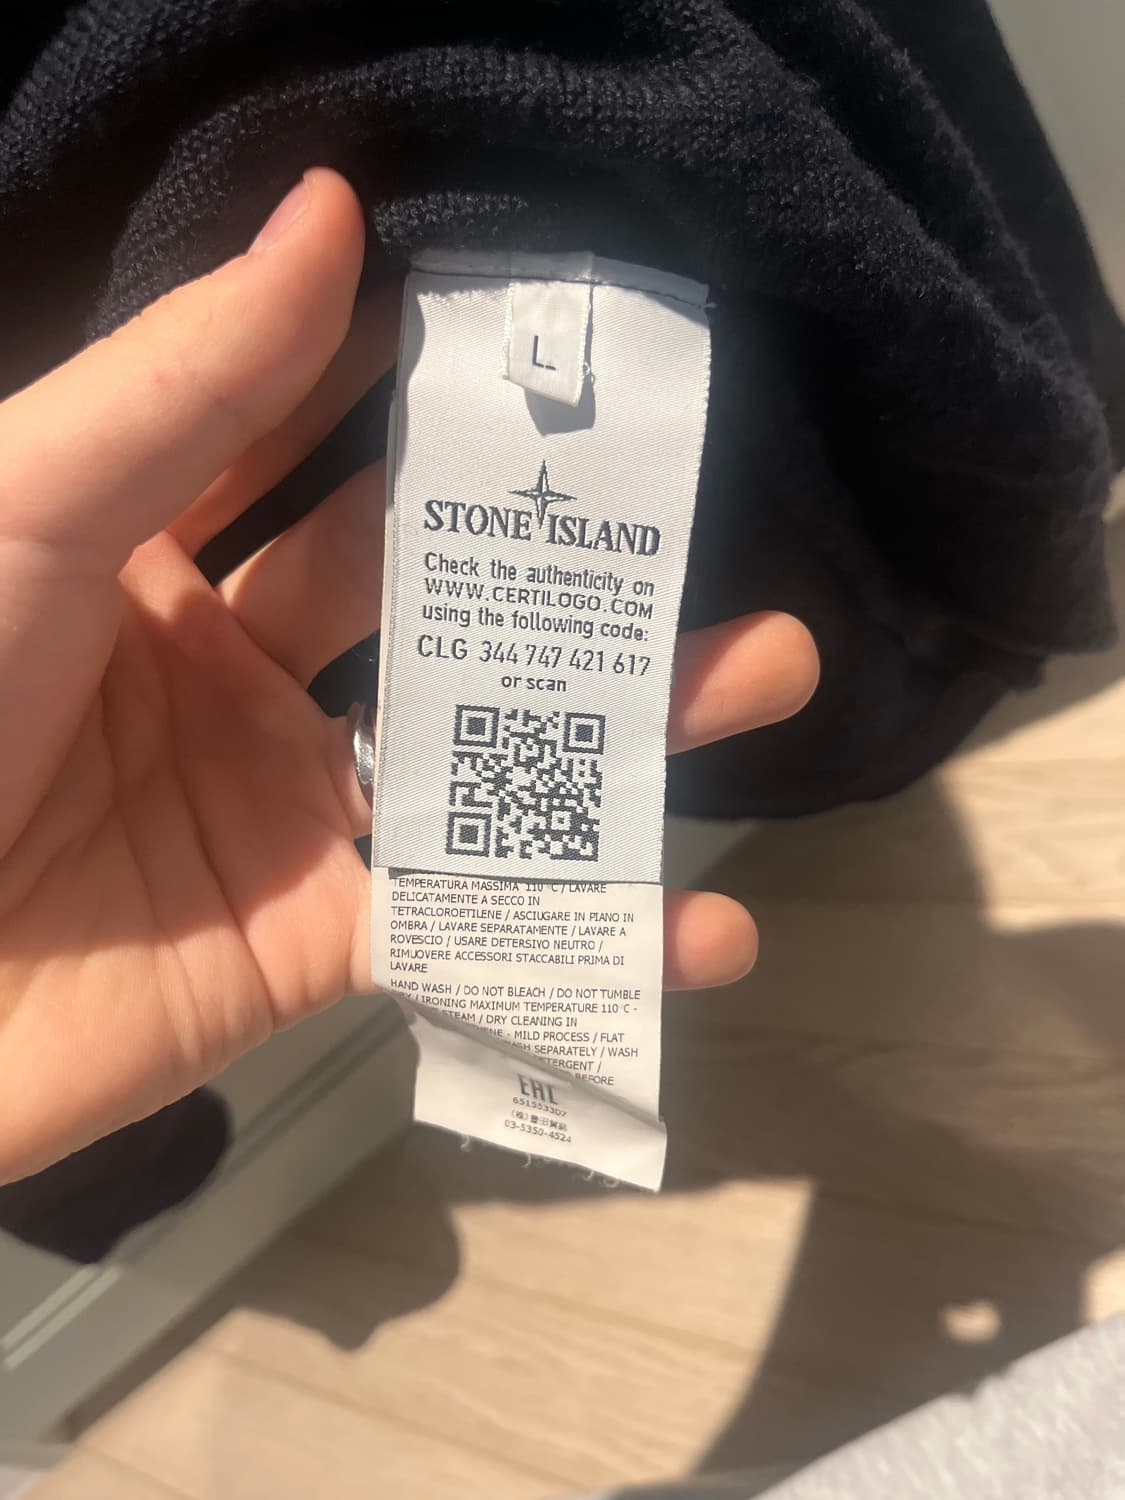 L
STONE ISLAND
Check the authenticity on
WWW.CERTILOGO.COM
using the following code:
CLG 344 747 421 617
or scan
TEMPERATURA MASSIMA 110°C / LAVARE
DELICATAMENTE A SECCO IN
TETRACLOROETILENE / ASCIUGARE IN PIANO IN
OMBRA / LAVARE SEPARATAMENTE / LAVARE A
ROVESCIO / USARE DETERSIVO NEUTRO /
RIMUOVERE ACCESSORI STACCABILI PRIMA DI
LAVARE
HAND WASH / DO NOT BLEACH / DO NOT TUMBLE
/ IRONING MAXIMUM TEMPERATURE 110°C -
STEAM / DRY CLEANING IN
- MILD PROCESS / FLAT
SEPARATELY / WASH
/
BEFORE
EAC
03-5350-4524